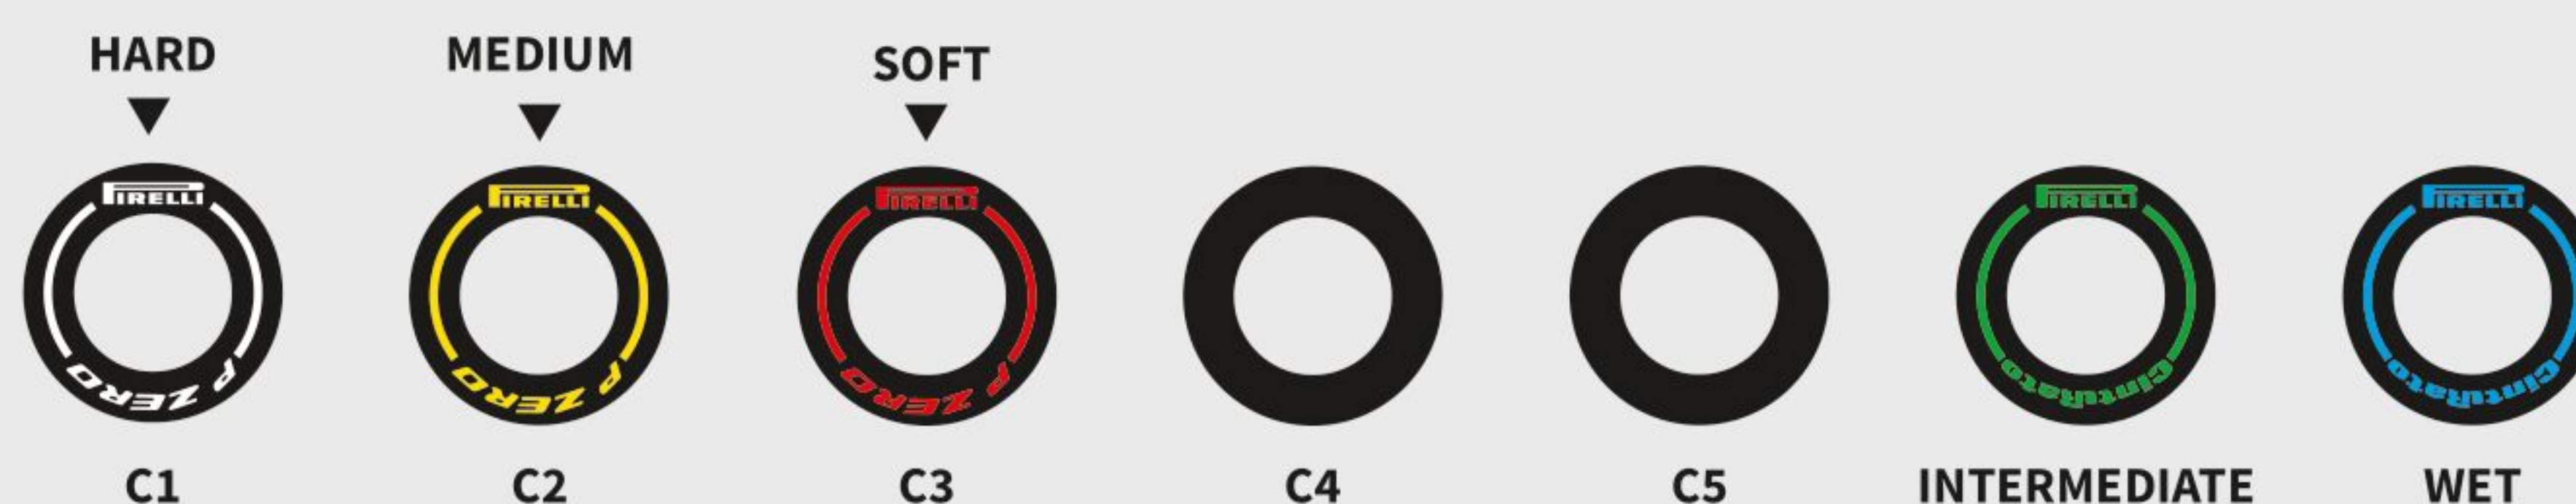 HARD MEDIUM SOFT
PIRELLI PIRELLI PIRELLI PIRELLI PIRELLI
P ZERO P ZERO P ZERO CintuRato CintuRato
C1 C2 C3 C4 C5 INTERMEDIATE WET